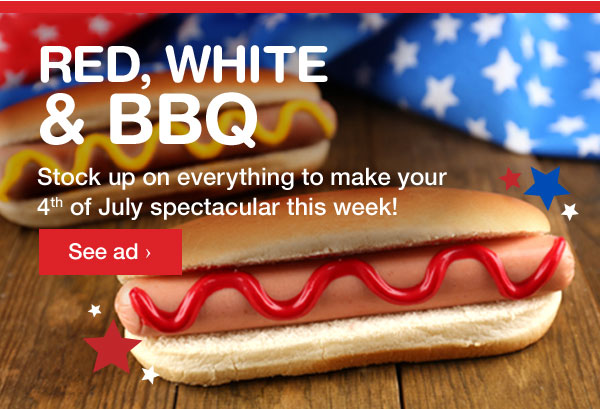 RED, WHITE
& BBQ
Stock up on everything to make your
4th of July spectacular this week!
See ad ›